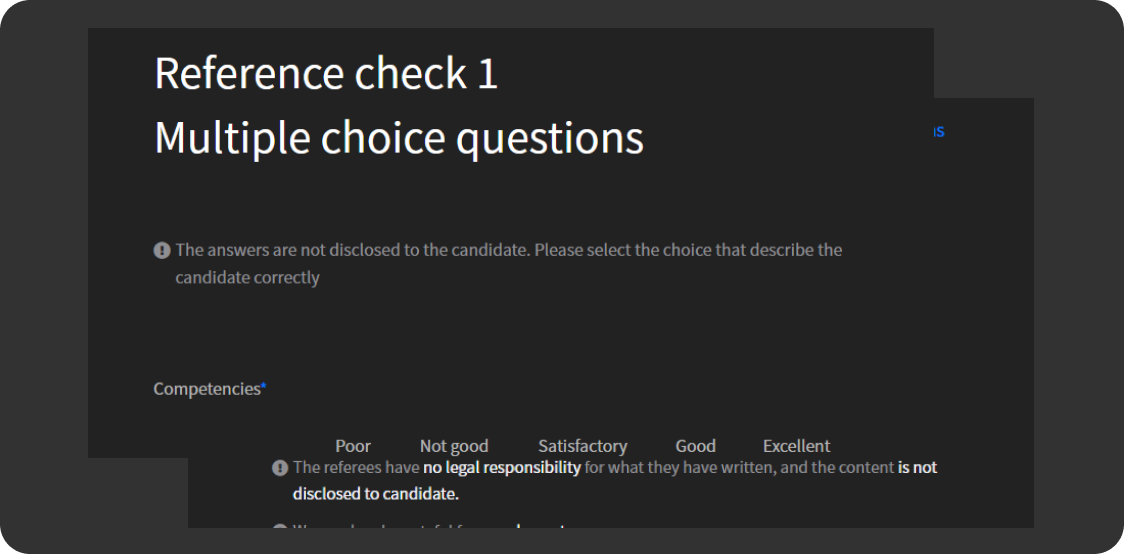 Reference check 1
Multiple choice questions
The answers are not disclosed to the candidate. Please select the choice that describe the
candidate correctly
Competencies*
Poor Not good Satisfactory Good Excellent
The referees have no legal responsibility for what they have written, and the content is not
disclosed to candidate.